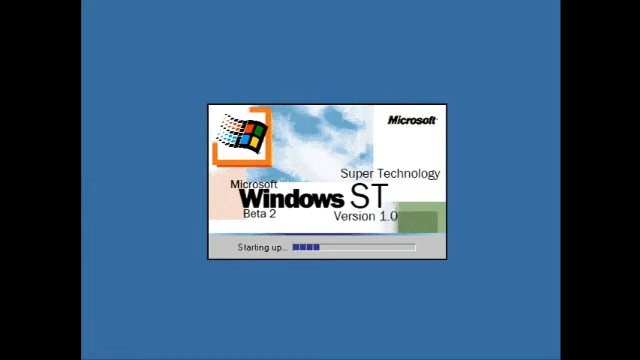 Microsoft
Super Technology
Microsoft
Windows ST
Beta 2
Version 1.0
Starting up...